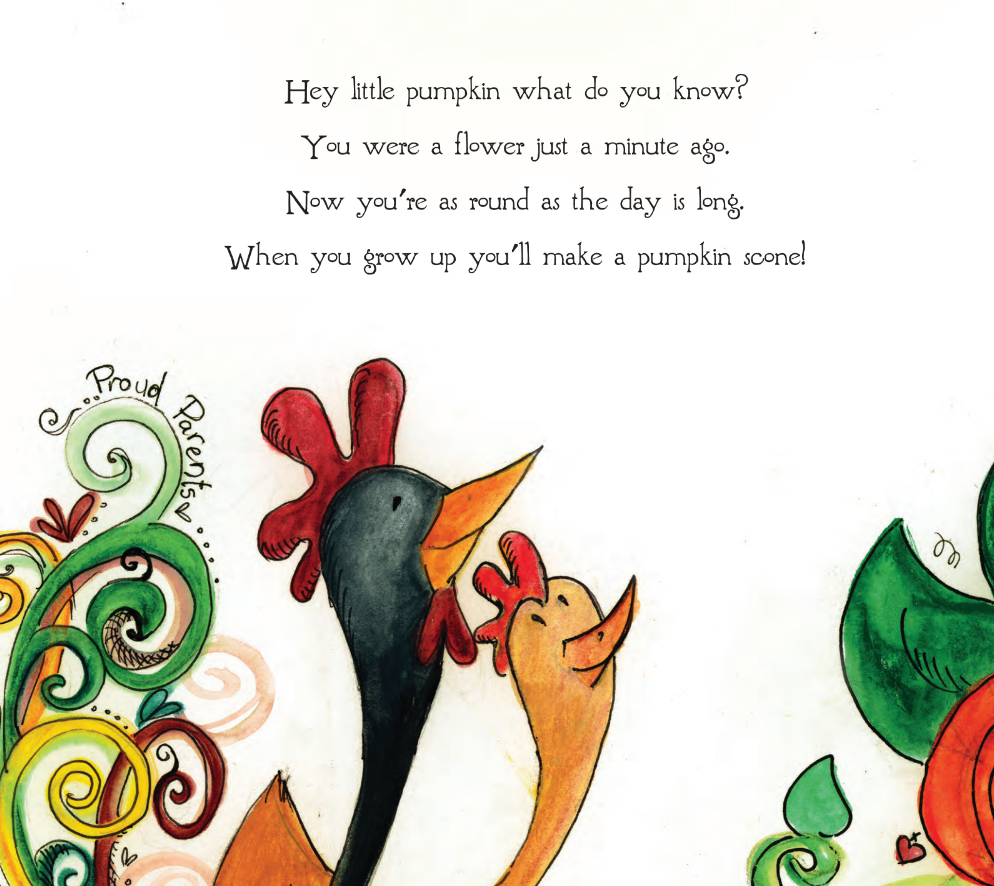 Hey little pumpkin what do you know?
You were a flower just a minute ago.
Now you're as round as the day is long.
When you grow up you'll make a pumpkin scone!
Proud Parents